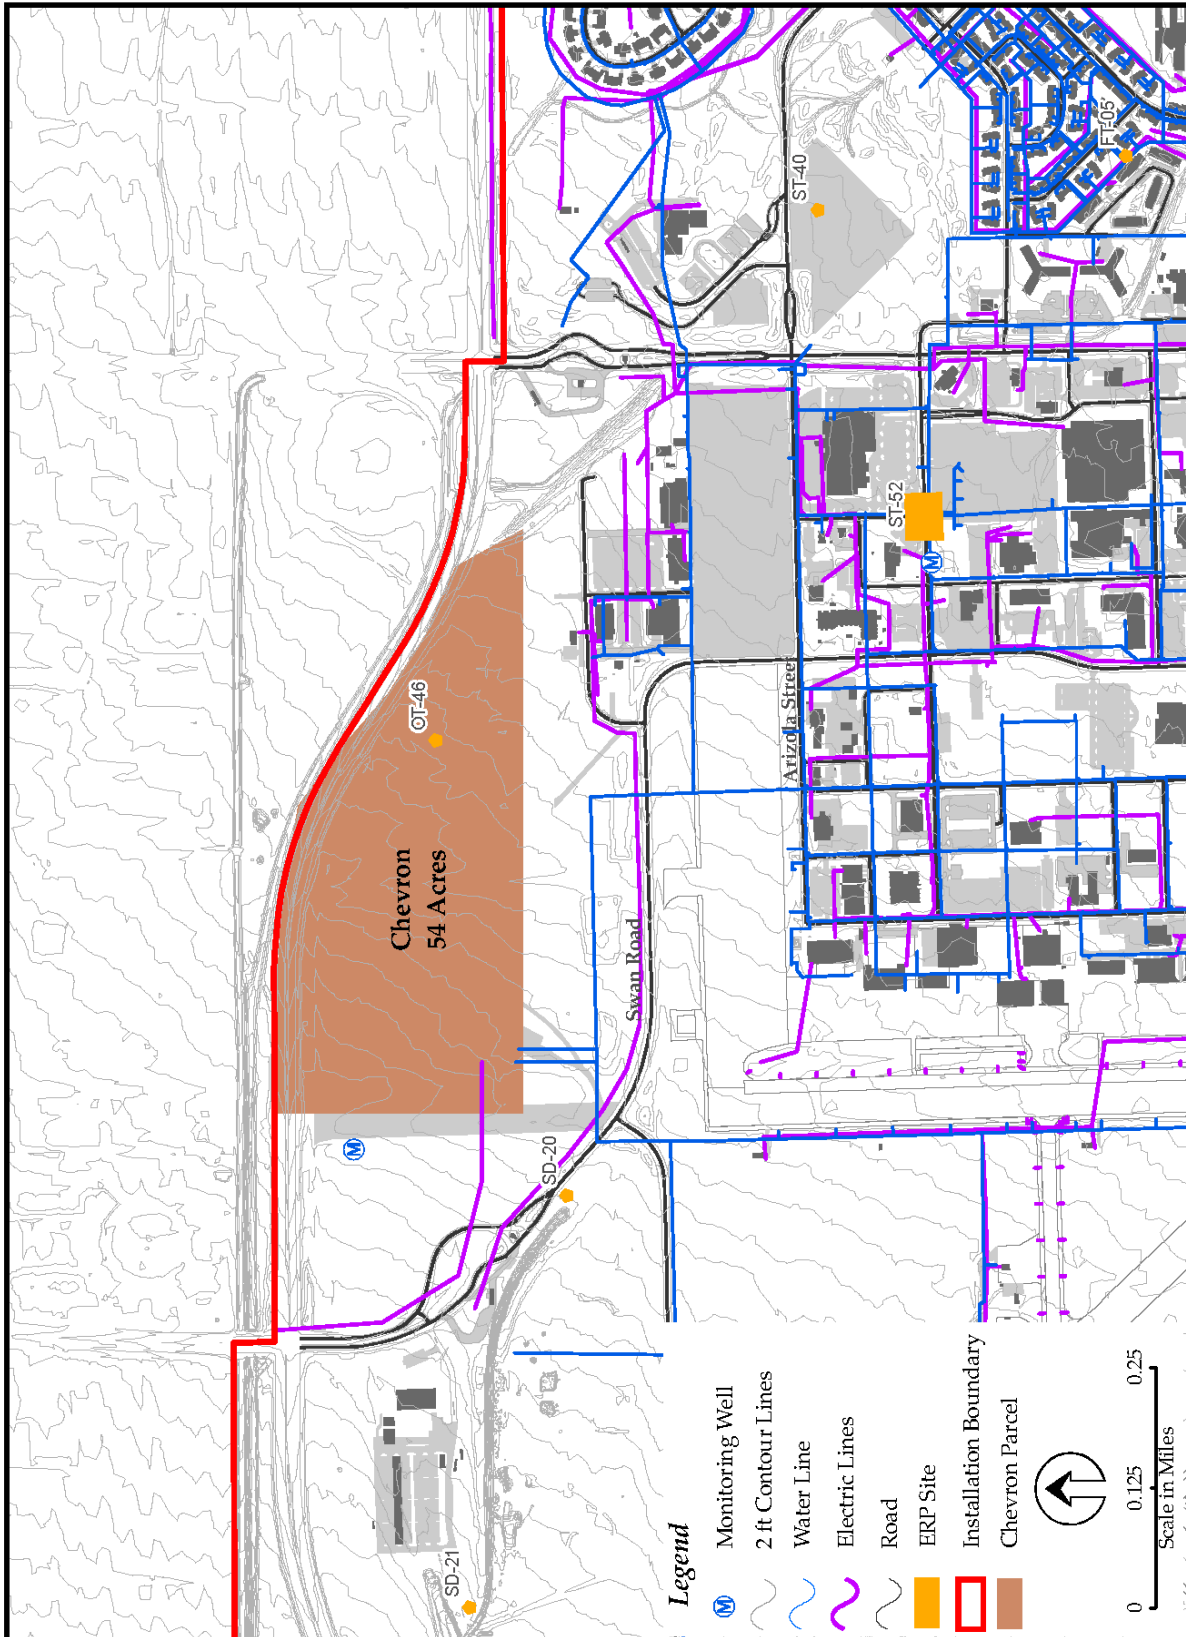 ST-40
FT-05
ST-52
OT-46
Chevron
54 Acres
Arizola Street
Swan Road
SD-20
SD-21
Legend
M Monitoring Well
2 ft Contour Lines
Water Line
Electric Lines
Road
ERP Site
Installation Boundary
Chevron Parcel
0 0.125 0.25
Scale in Miles
M
M